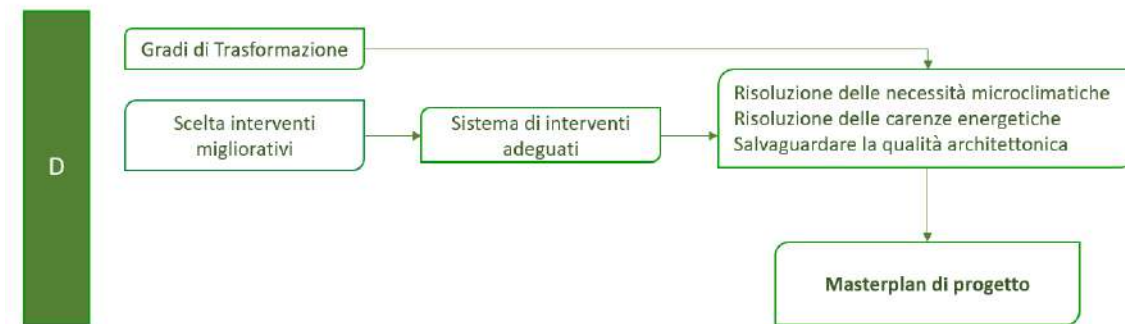 D
Gradi di Trasformazione
Scelta interventi
migliorativi
Sistema di interventi
adeguati
Risoluzione delle necessità microclimatiche
Risoluzione delle carenze energetiche
Salvaguardare la qualità architettonica
Masterplan di progetto